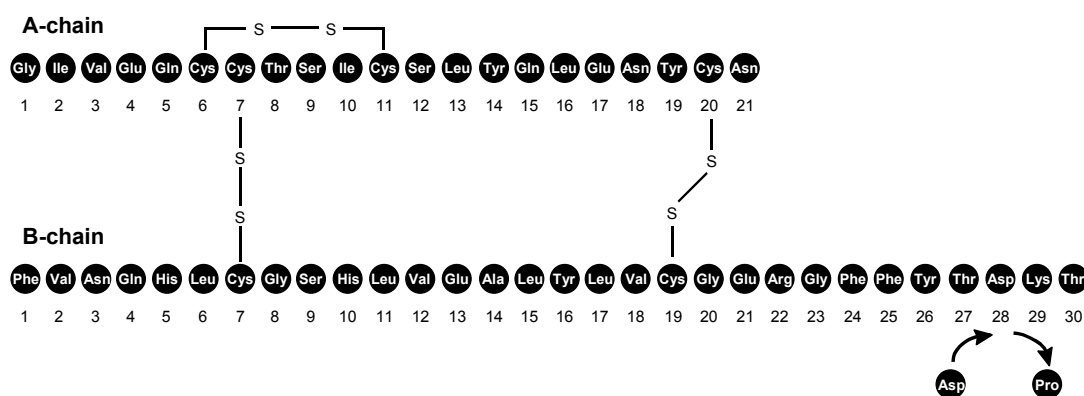 A-chain
S S
Gly Ile Val Glu Gln Cys Cys Thr Ser Ile Cys Ser Leu Tyr Gln Leu Glu Asn Tyr Cys Asn
1 2 3 4 5 6 7 8 9 10 11 12 13 14 15 16 17 18 19 20 21
S S
S S
B-chain
Phe Val Asn Gln His Leu Cys Gly Ser His Leu Val Glu Ala Leu Tyr Leu Val Cys Gly Glu Arg Gly Phe Phe Tyr Thr Asp Lys Thr
1 2 3 4 5 6 7 8 9 10 11 12 13 14 15 16 17 18 19 20 21 22 23 24 25 26 27 28 29 30
Asp Pro